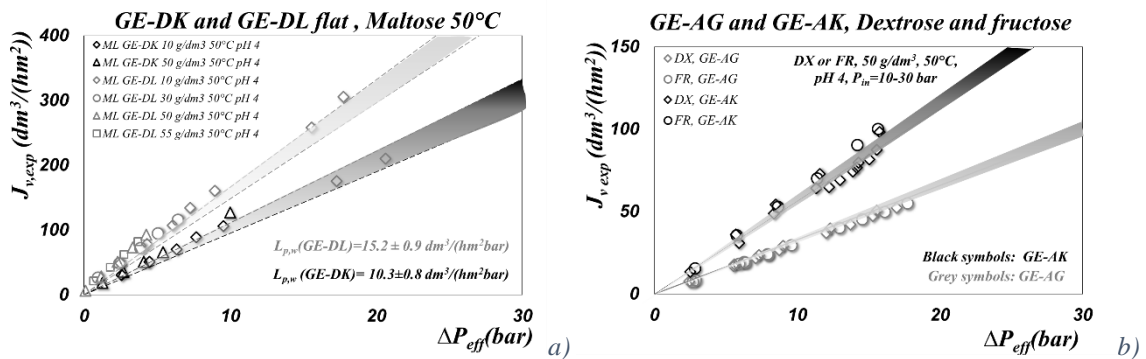 GE-DK and GE-DL flat , Maltose 50°C
400
300
200
100
0
J_v,exp (dm³/(hm²))
ML GE-DK 10 g/dm3 50°C pH 4
ML GE-DK 50 g/dm3 50°C pH 4
ML GE-DL 10 g/dm3 50°C pH 4
ML GE-DL 30 g/dm3 50°C pH 4
ML GE-DL 50 g/dm3 50°C pH 4
ML GE-DL 55 g/dm3 50°C pH 4
L_p,w(GE-DL)=15.2 ± 0.9 dm³/(hm²bar)
L_p,w (GE-DK)= 10.3±0.8 dm³/(hm²bar)
0 10 20 30
ΔP_eff(bar)
a)
GE-AG and GE-AK, Dextrose and fructose
150
100
50
0
J_v exp (dm³/(hm²)
DX, GE-AG
FR, GE-AG
DX, GE-AK
FR, GE-AK
DX or FR, 50 g/dm³, 50°C,
pH 4, P_in=10-30 bar
Black symbols: GE-AK
Grey symbols: GE-AG
0 10 20 30
ΔP_eff(bar)
b)